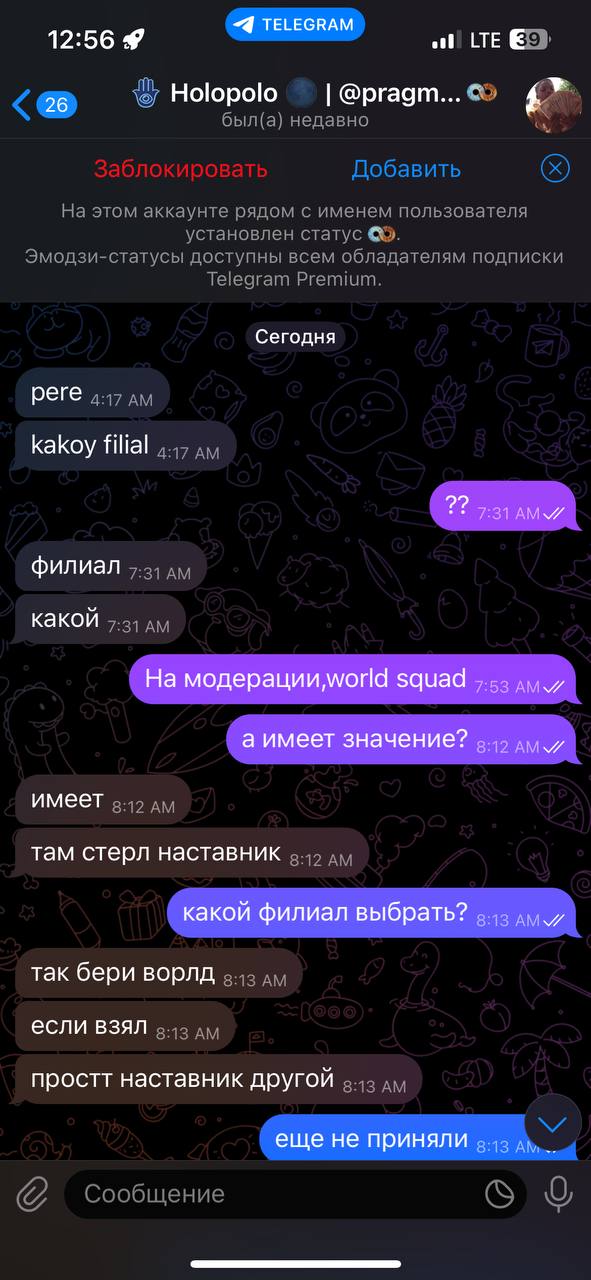 12:56
TELEGRAM
LTE
39
26
Holopolo | @pragm...
был(а) недавно
Заблокировать
Добавить
На этом аккаунте рядом с именем пользователя
установлен статус .
Эмодзи-статусы доступны всем обладателям подписки
Telegram Premium.
Сегодня
pere 4:17 AM
kakoy filial 4:17 AM
?? 7:31 AM
филиал 7:31 AM
какой 7:31 AM
На модерации,world squad 7:53 AM
а имеет значение? 8:12 AM
имеет 8:12 AM
там стерл наставник 8:12 AM
какой филиал выбрать? 8:13 AM
так бери ворлд 8:13 AM
если взял 8:13 AM
простт наставник другой 8:13 AM
еще не приняли 8:13 AM
Сообщение